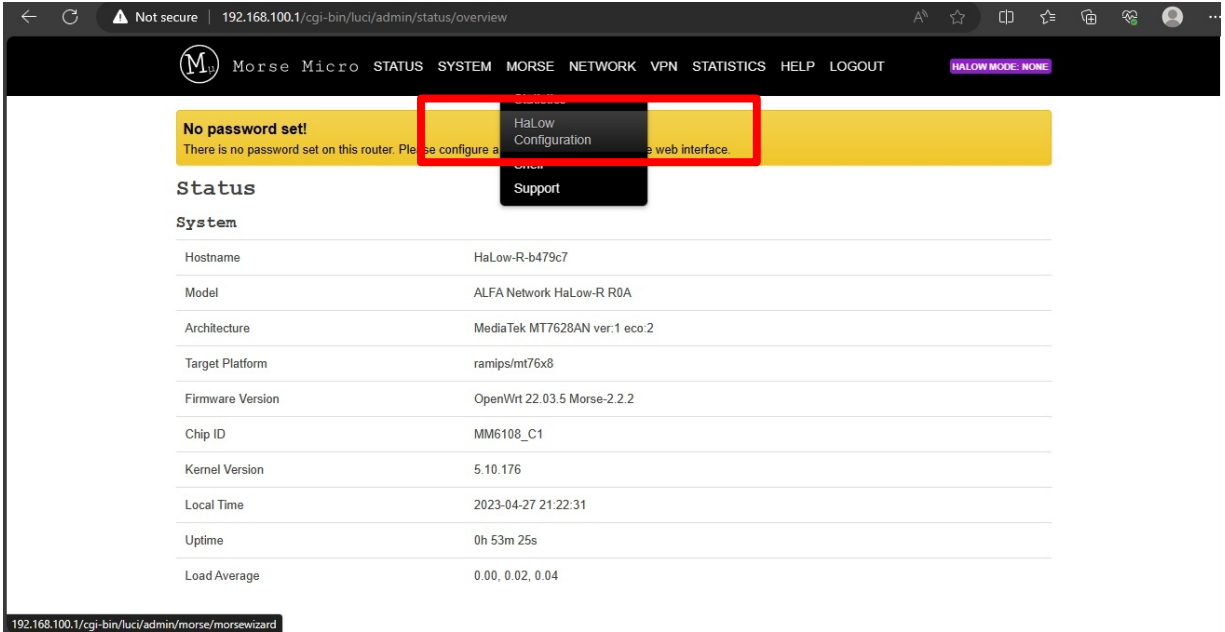 Not secure 192.168.100.1/cgi-bin/luci/admin/status/overview
Mμ Morse Micro STATUS SYSTEM MORSE NETWORK VPN STATISTICS HELP LOGOUT HALOW MODE: NONE
Statistics
HaLow
Configuration
Shell
Support
No password set!
There is no password set on this router. Please configure a e web interface.
Status
System
Hostname HaLow-R-b479c7
Model ALFA Network HaLow-R R0A
Architecture MediaTek MT7628AN ver:1 eco:2
Target Platform ramips/mt76x8
Firmware Version OpenWrt 22.03.5 Morse-2.2.2
Chip ID MM6108_C1
Kernel Version 5.10.176
Local Time 2023-04-27 21:22:31
Uptime 0h 53m 25s
Load Average 0.00, 0.02, 0.04
192.168.100.1/cgi-bin/luci/admin/morse/morsewizard